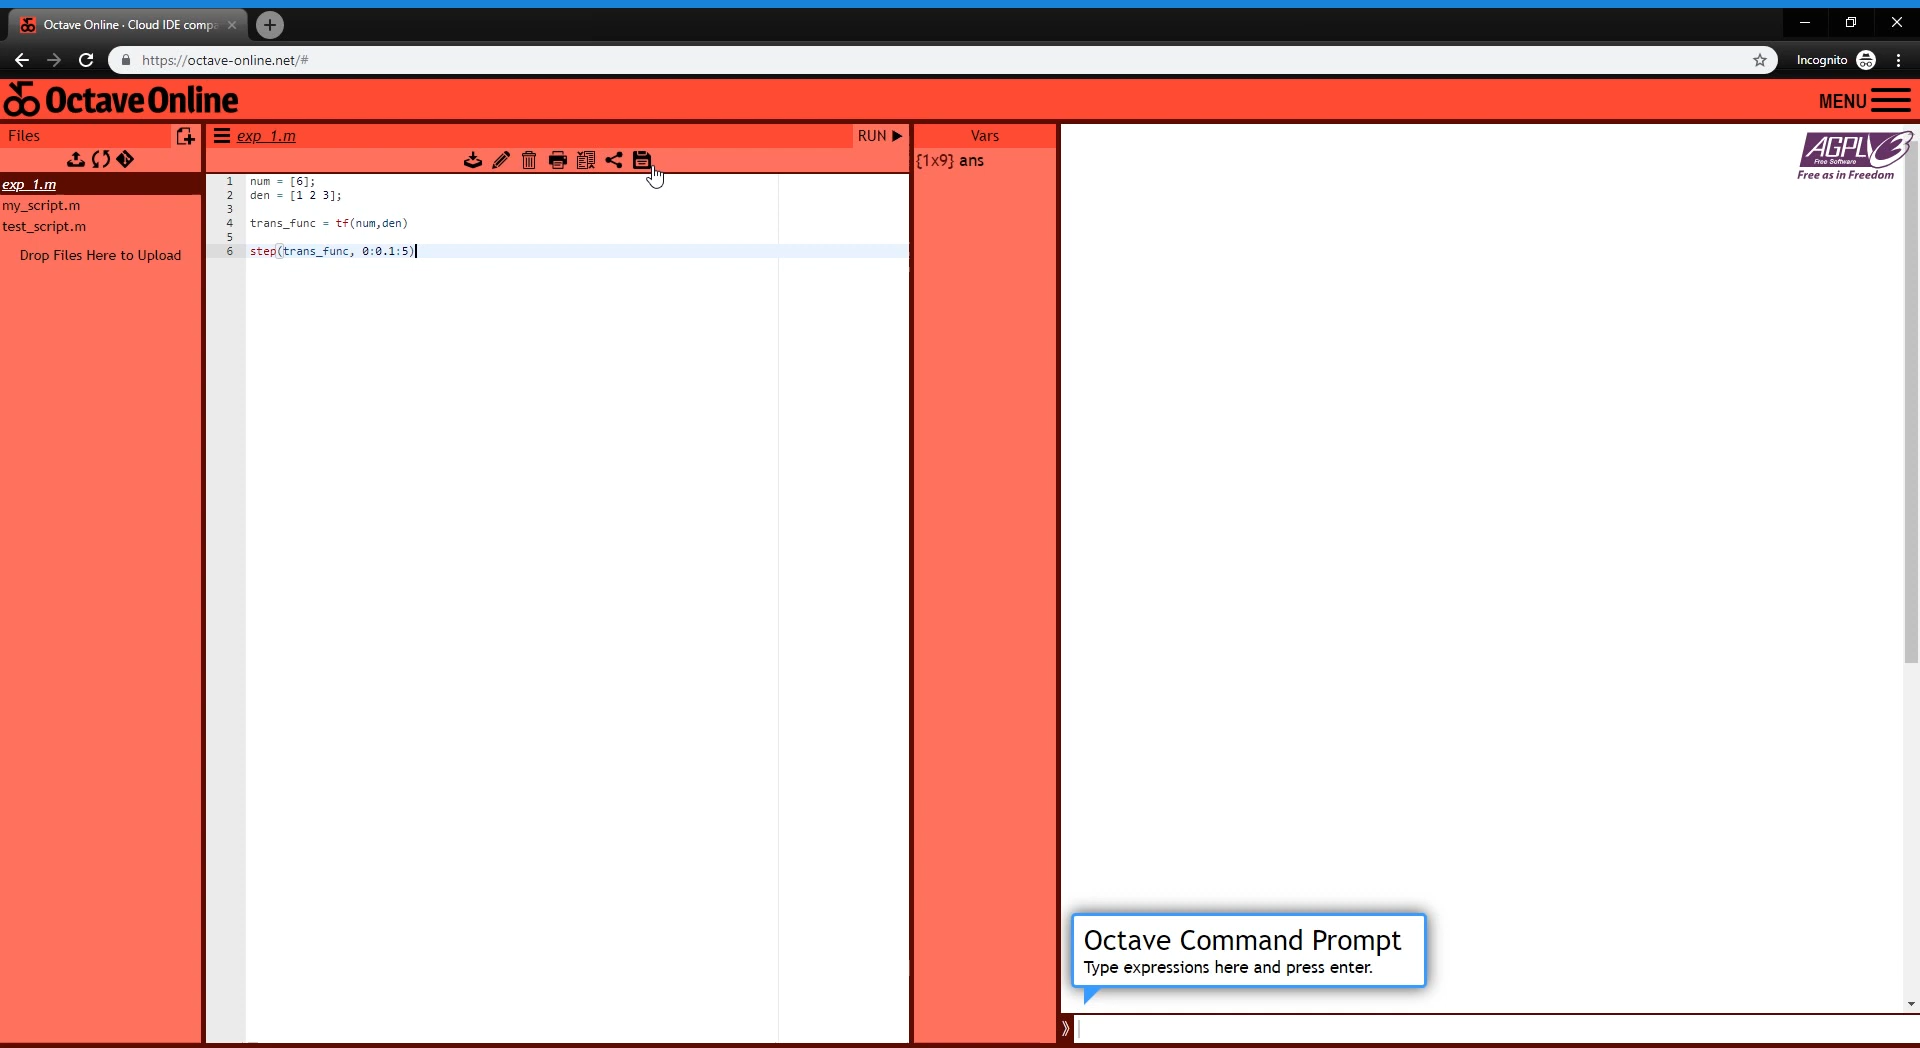 Octave Online · Cloud IDE compa
https://octave-online.net/#
Incognito
Octave Online
MENU
Files
exp_1.m
RUN
Vars
{1x9} ans
AGPLv3
Free Software
Free as in Freedom
exp_1.m
my_script.m
test_script.m
Drop Files Here to Upload
1 num = [6];
2 den = [1 2 3];
3
4 trans_func = tf(num,den)
5
6 step(trans_func, 0:0.1:5)
Octave Command Prompt
Type expressions here and press enter.
»